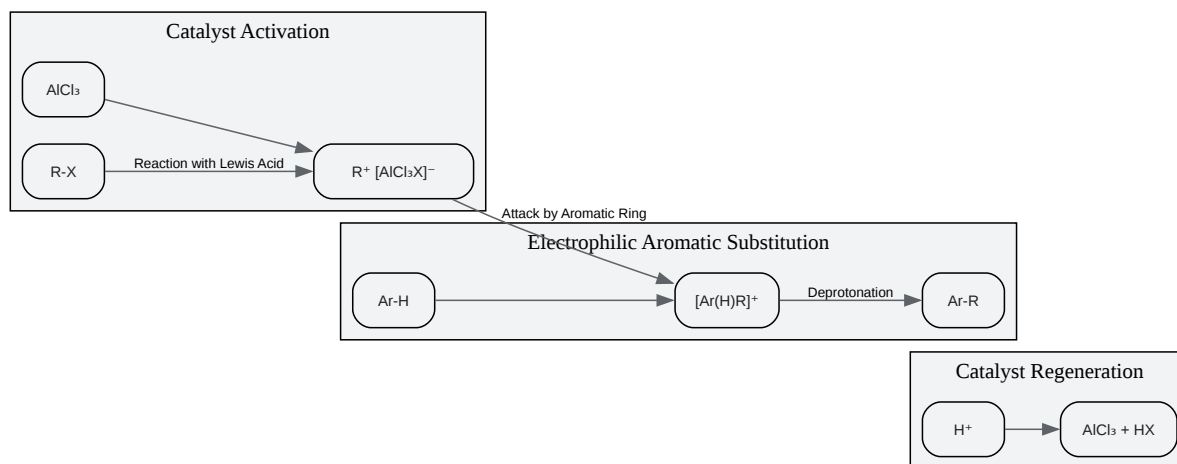 Catalyst Activation
AlCl₃
R-X
Reaction with Lewis Acid
R⁺ [AlCl₃X]⁻
Attack by Aromatic Ring
Electrophilic Aromatic Substitution
Ar-H
[Ar(H)R]⁺
Deprotonation
Ar-R
Catalyst Regeneration
H⁺
AlCl₃ + HX